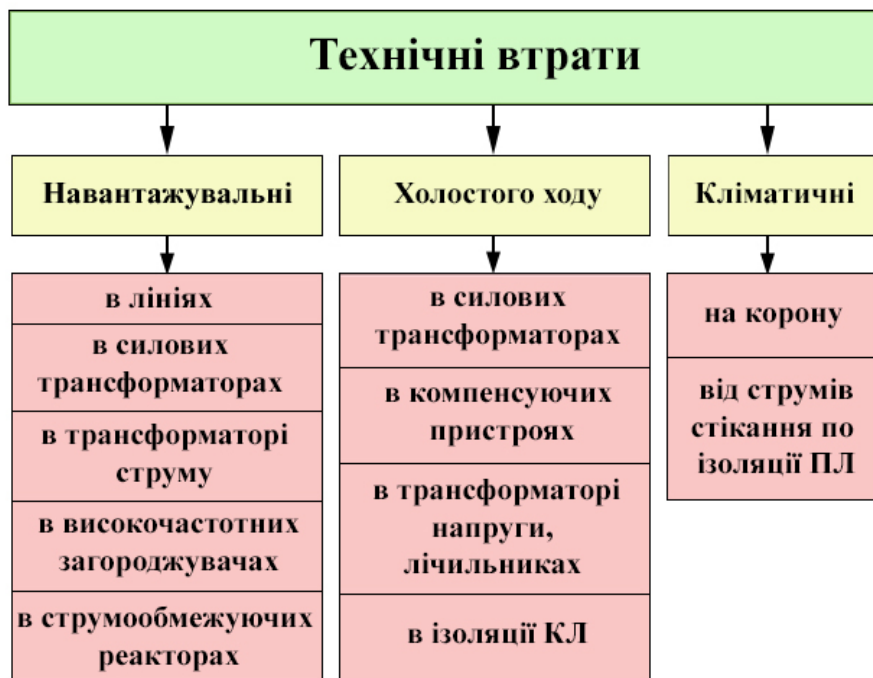 Технічні втрати
Навантажувальні
Холостого ходу
Кліматичні
в лініях
в силових
трансформаторах
в трансформаторі
струму
в високочастотних
загороджувачах
в струмообмежуючих
реакторах
в силових
трансформаторах
в компенсуючих
пристроях
в трансформаторі
напруги,
лічильниках
в ізоляції КЛ
на корону
від струмів
стікання по
ізоляції ПЛ